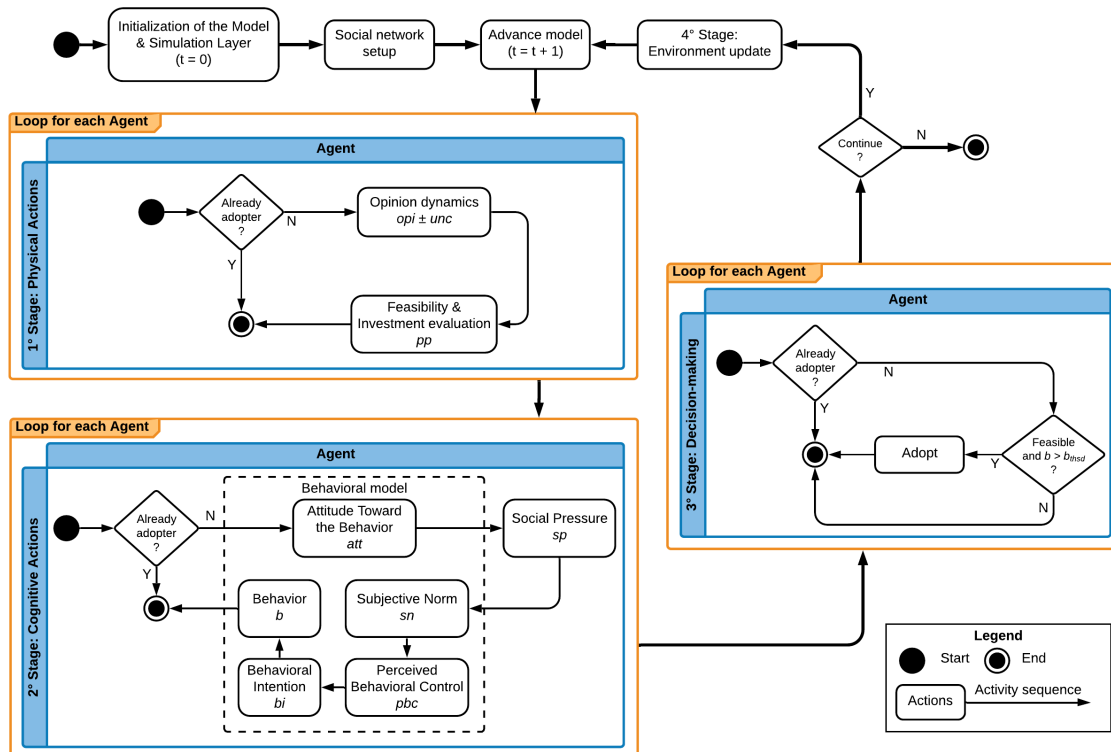 Initialization of the Model
& Simulation Layer
(t = 0)
Social network
setup
Advance model
(t = t + 1)
4° Stage:
Environment update
Y
Continue
?
N
Loop for each Agent
Agent
1° Stage: Physical Actions
Already
adopter
?
N
Y
Opinion dynamics
opi ± unc
Feasibility &
Investment evaluation
pp
Loop for each Agent
Agent
2° Stage: Cognitive Actions
Already
adopter
?
N
Y
Behavioral model
Attitude Toward
the Behavior
att
Social Pressure
sp
Behavior
b
Subjective Norm
sn
Behavioral
Intention
bi
Perceived
Behavioral Control
pbc
Loop for each Agent
Agent
3° Stage: Decision-making
Already
adopter
?
N
Y
Adopt
Y
Feasible
and b > bthsd
?
N
Legend
Start
End
Actions
Activity sequence